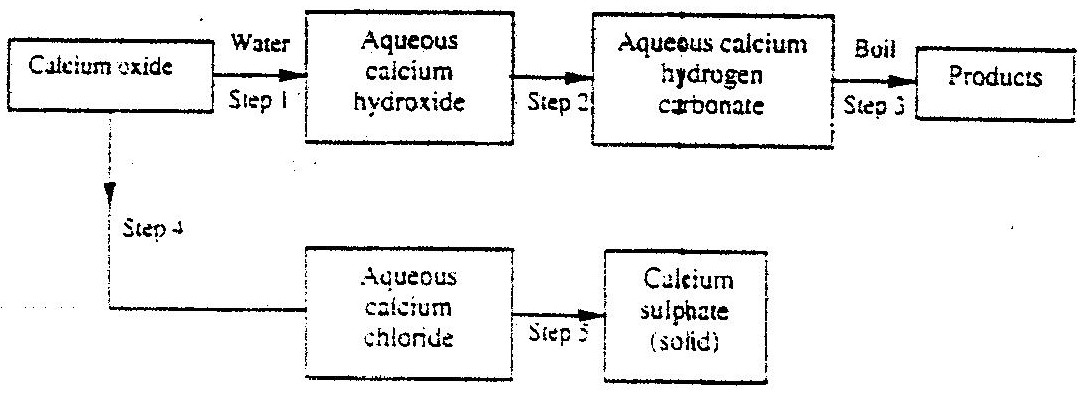 Calcium oxide
Water
Step 1
Aqueous
calcium
hydroxide
Step 2
Aqueous calcium
hydrogen
carbonate
Boil
Step 3
Products
Step 4
Aqueous
calcium
chloride
Step 5
Calcium
sulphate
(solid)